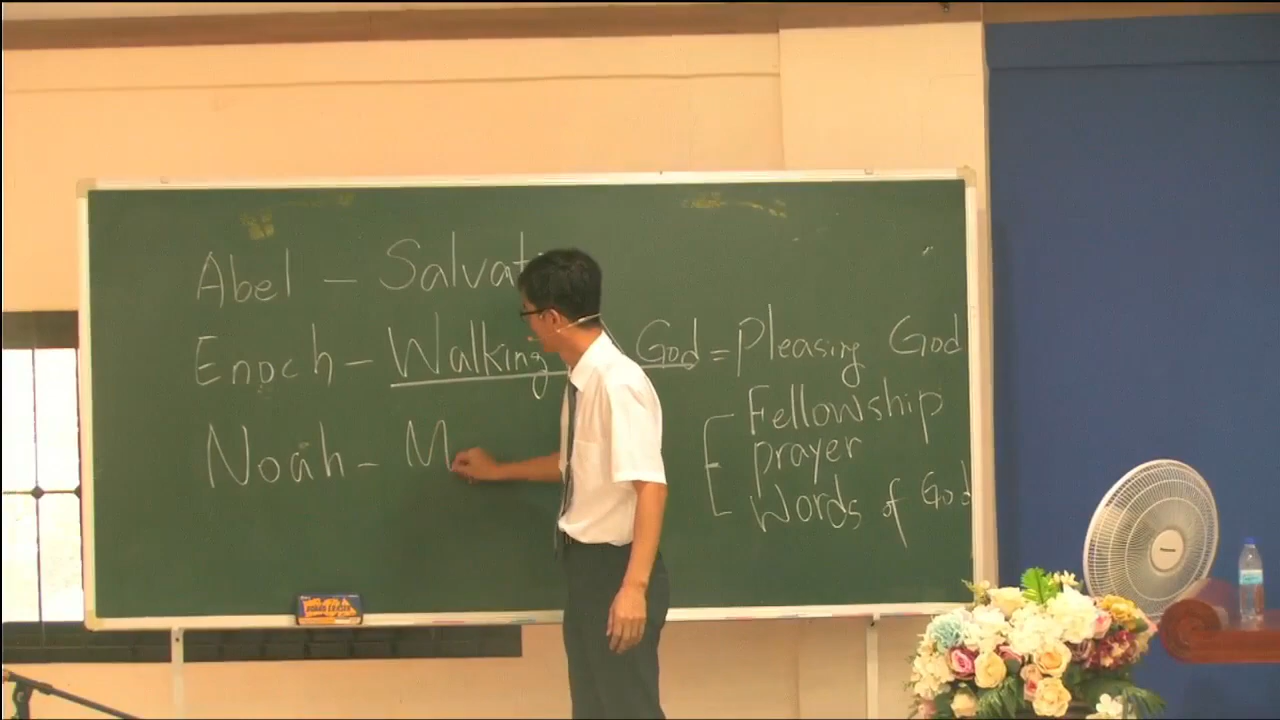 Abel - Salvat
Enoch - Walking God = Pleasing God
Fellowship
prayer
Words of God
Noah - M